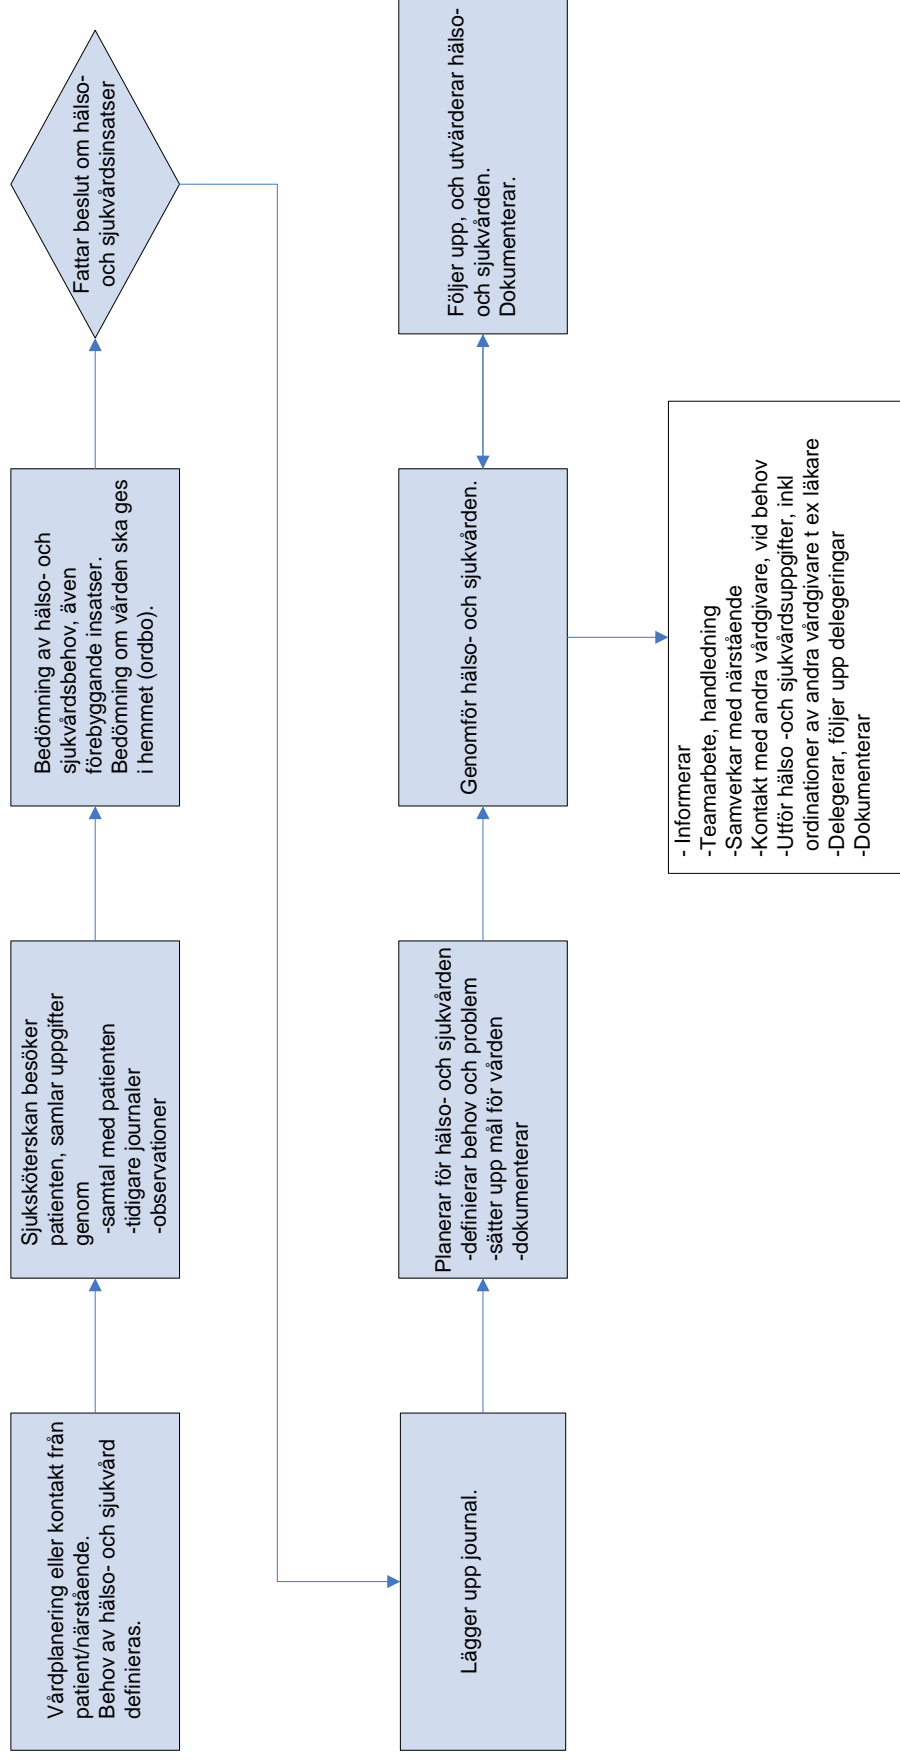 Vårdplanering eller kontakt från
patient/närstående.
Behov av hälso- och sjukvård
definieras.
Sjuksköterskan besöker
patienten, samlar uppgifter
genom
-samtal med patienten
-tidigare journaler
-observationer
Bedömning av hälso- och
sjukvårdsbehov, även
förebyggande insatser.
Bedömning om vården ska ges
i hemmet (ordbo).
Fattar beslut om hälso-
och sjukvårdsinsatser
Lägger upp journal.
Planerar för hälso- och sjukvården
-definierar behov och problem
-sätter upp mål för vården
-dokumenterar
Genomför hälso- och sjukvården.
Följer upp, och utvärderar hälso-
och sjukvården.
Dokumenterar.
- Informerar
-Teamarbete, handledning
-Samverkar med närstående
-Kontakt med andra vårdgivare, vid behov
-Utför hälso -och sjukvårdsuppgifter, inkl
ordinationer av andra vårdgivare t ex läkare
-Delegerar, följer upp delegeringar
-Dokumenterar